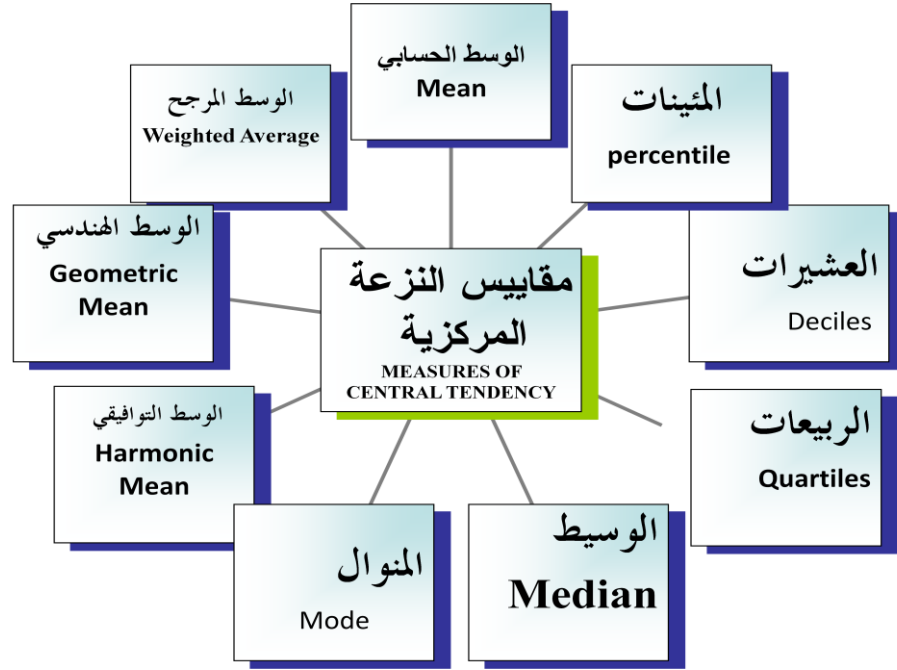 الوسط الحسابي
Mean
المئينات
percentile
العشيرات
Deciles
الربيعات
Quartiles
الوسيط
Median
المنوال
Mode
الوسط التوافيقي
Harmonic
Mean
الوسط الهندسي
Geometric
Mean
الوسط المرجح
Weighted Average
مقاييس النزعة
المركزية
MEASURES OF
CENTRAL TENDENCY